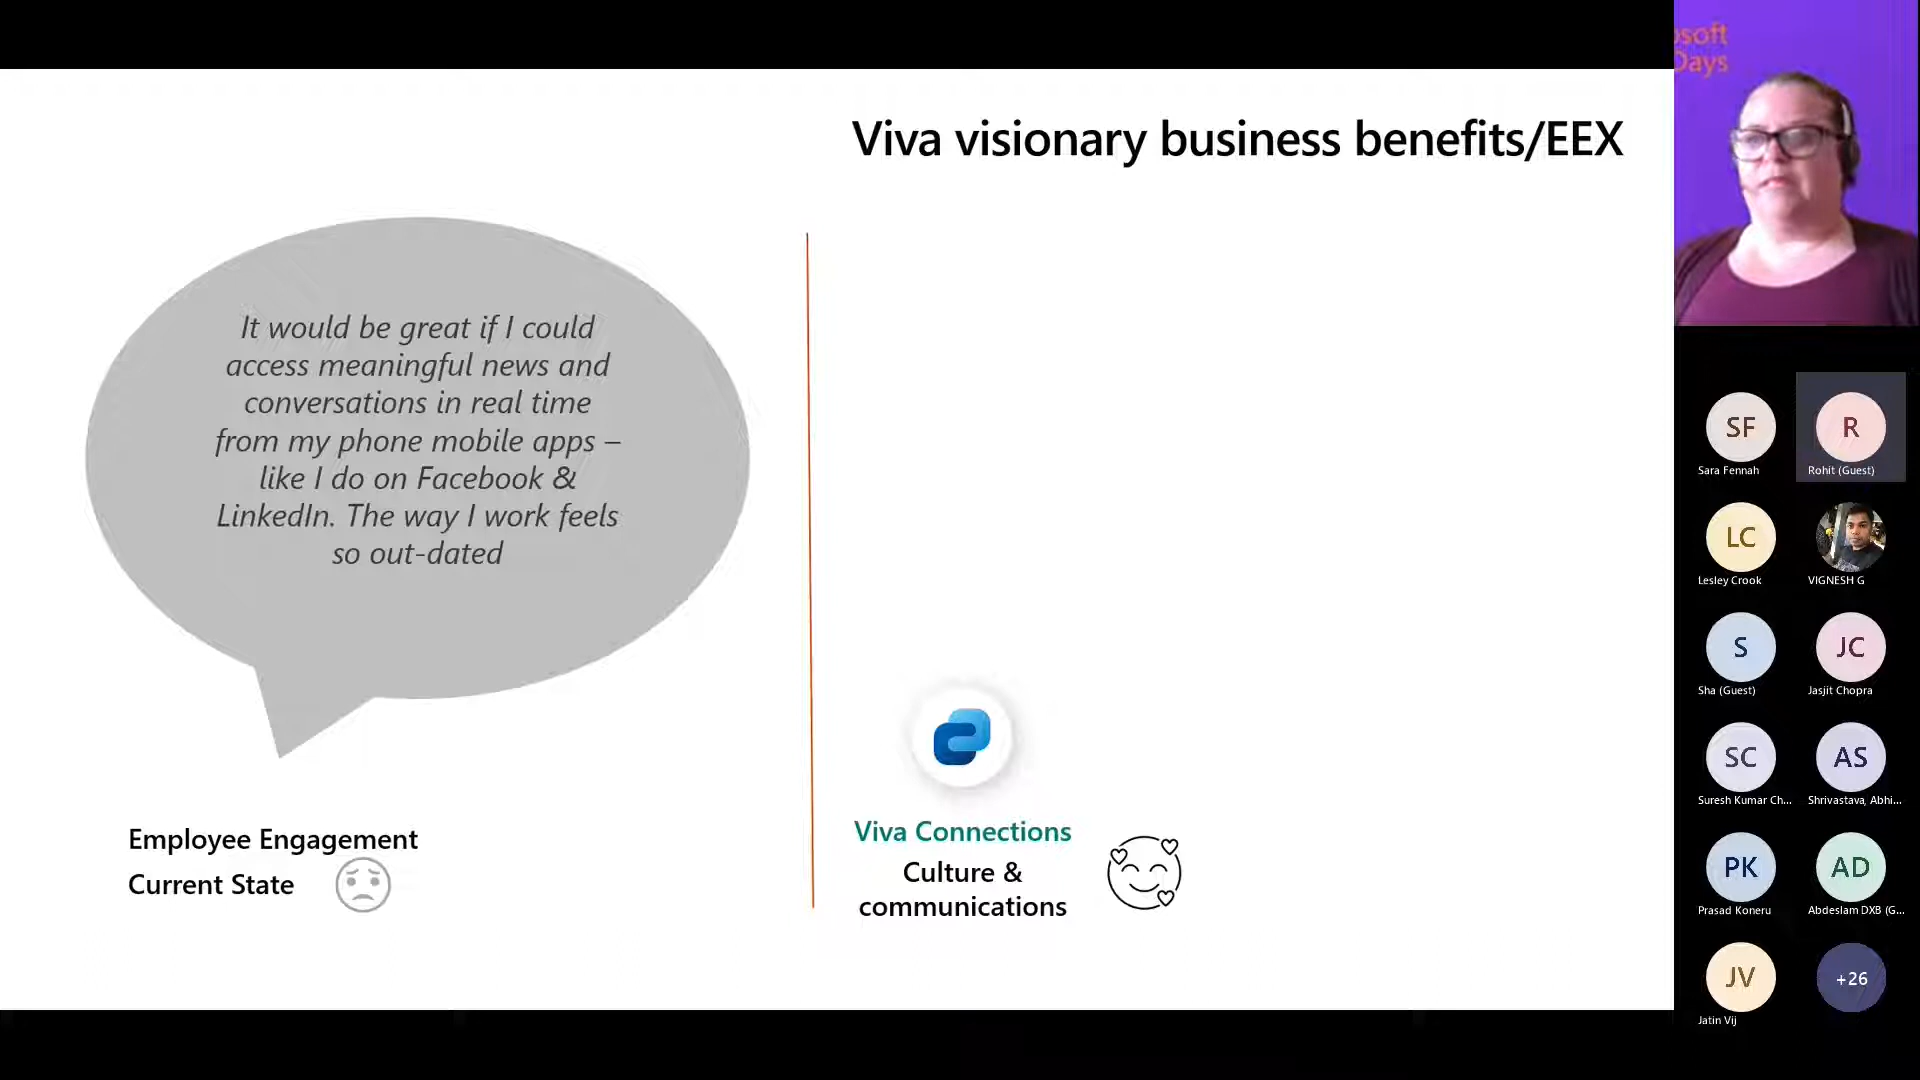 Viva visionary business benefits/EEX
It would be great if I could
access meaningful news and
conversations in real time
from my phone mobile apps –
like I do on Facebook &
LinkedIn. The way I work feels
so out-dated
Employee Engagement
Current State
Viva Connections
Culture &
communications
osoft
Days
SF
Sara Fennah
R
Rohit (Guest)
LC
Lesley Crook
VIGNESH G
S
Sha (Guest)
JC
Jasjit Chopra
SC
Suresh Kumar Ch...
AS
Shrivastava, Abhi...
PK
Prasad Koneru
AD
Abdeslam DXB (G...
JV
Jatin Vij
+26